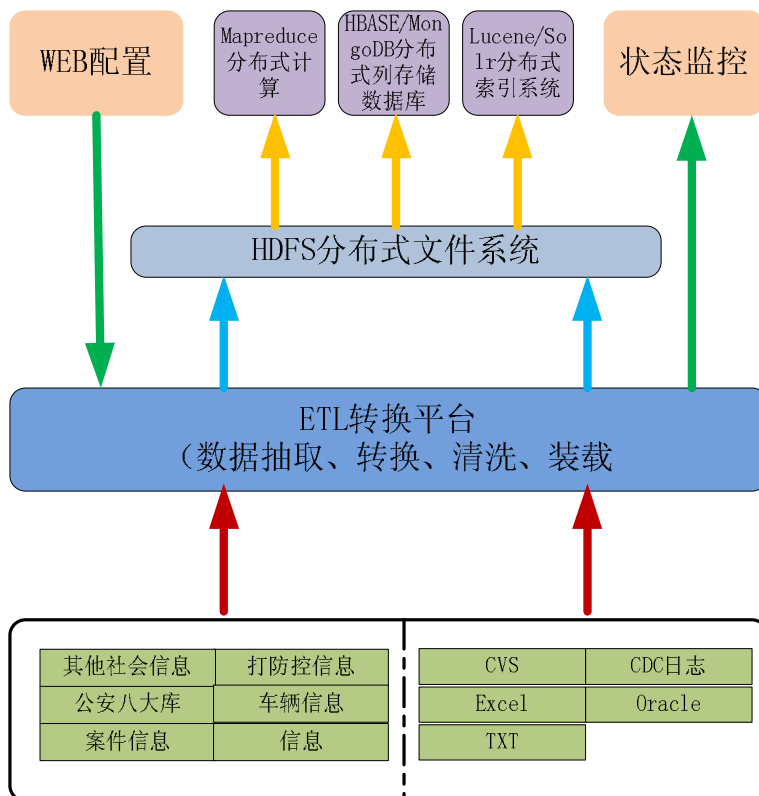 WEB配置
Mapreduce
分布式计
算
HBASE/Mon
goDB分布
式列存储
数据库
Lucene/So
lr分布式
索引系统
状态监控
HDFS分布式文件系统
ETL转换平台
（数据抽取、转换、清洗、装载
其他社会信息
打防控信息
公安八大库
车辆信息
案件信息
信息
CVS
CDC日志
Excel
Oracle
TXT